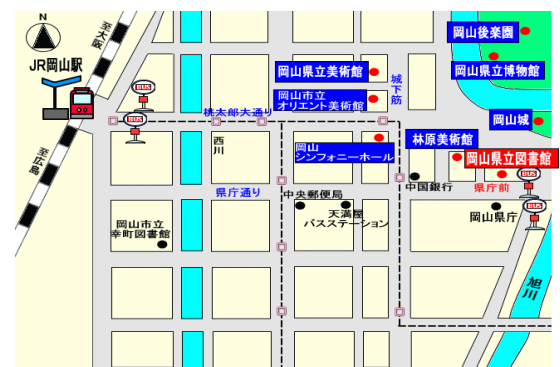 N
至大阪
JR岡山駅
至広島
BUS
BUS
桃太郎大通り
西川
県庁通り
岡山市立
幸町図書館
中央郵便局
天満屋
バスステーション
岡山県立美術館
岡山市立
オリエント美術館
城下筋
岡山
シンフォニーホール
岡山後楽園
岡山県立博物館
岡山城
林原美術館
岡山県立図書館
中国銀行
県庁前
BUS
BUS
岡山県庁
旭川